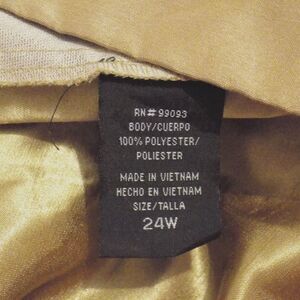 RN# 99093
BODY/CUERPO
100% POLYESTER/
POLIESTER
MADE IN VIETNAM
HECHO EN VIETNAM
SIZE/TALLA
24W